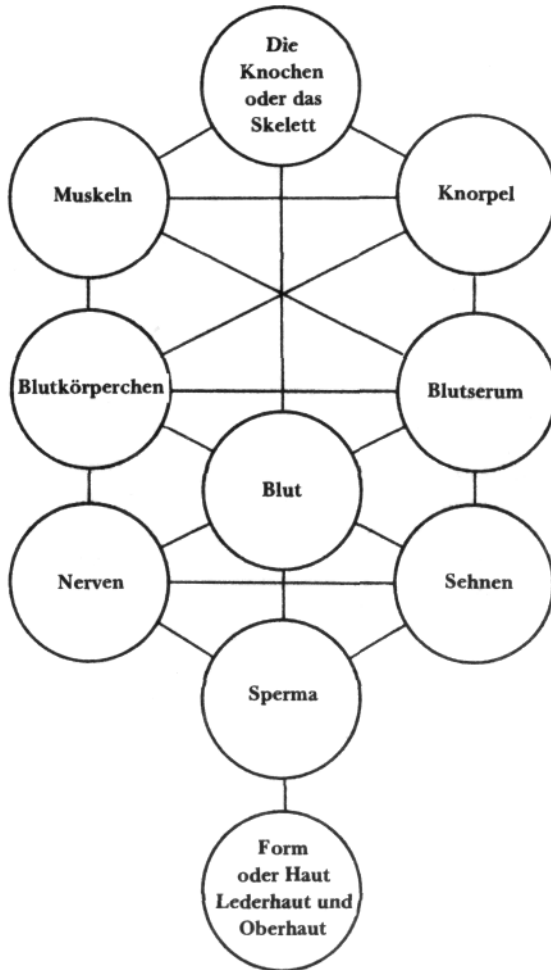 Die
Knochen
oder das
Skelett
Muskeln
Knorpel
Blutkörperchen
Blutserum
Blut
Nerven
Sehnen
Sperma
Form
oder Haut
Lederhaut und
Oberhaut